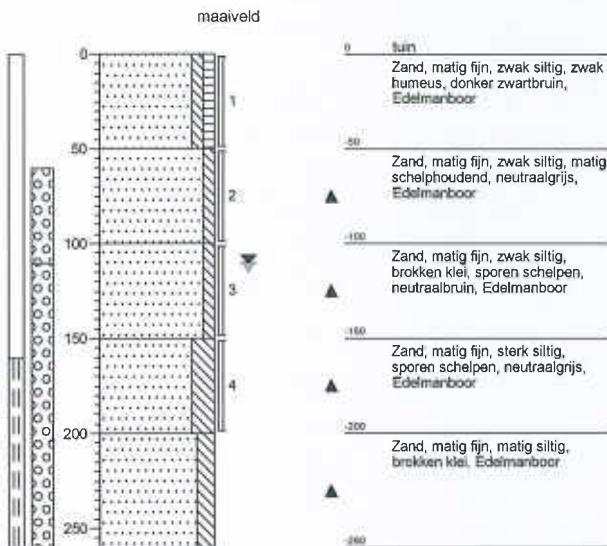 maaiveld
0
50
100
150
200
250
1
2
3
4
0
tuin
Zand, matig fijn, zwak siltig, zwak
humeus, donker zwartbruin,
Edelmanboor
-50
Zand, matig fijn, zwak siltig, matig
schelphoudend, neutraalgrijs,
Edelmanboor
-100
Zand, matig fijn, zwak siltig,
brokken klei, sporen schelpen,
neutraalbruin, Edelmanboor
-150
Zand, matig fijn, sterk siltig,
sporen schelpen, neutraalgrijs,
Edelmanboor
-200
Zand, matig fijn, matig siltig,
brokken klei, Edelmanboor
-260